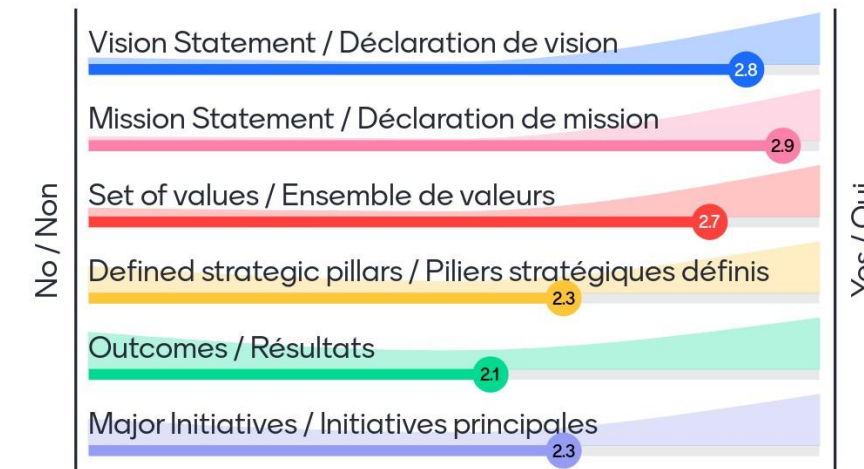 No / Non
Vision Statement / Déclaration de vision
2.8
Mission Statement / Déclaration de mission
2.9
Set of values / Ensemble de valeurs
2.7
Defined strategic pillars / Piliers stratégiques définis
2.3
Outcomes / Résultats
2.1
Major Initiatives / Initiatives principales
2.3
Yes / Oui